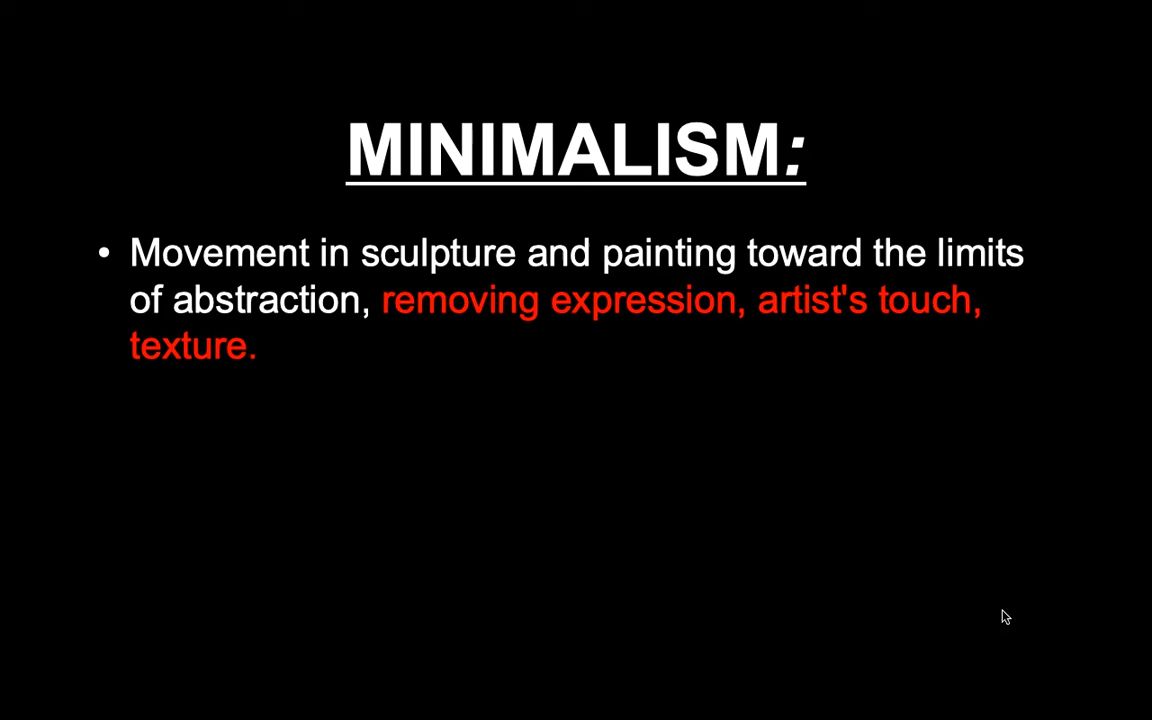 MINIMALISM:
• Movement in sculpture and painting toward the limits
of abstraction, removing expression, artist's touch,
texture.